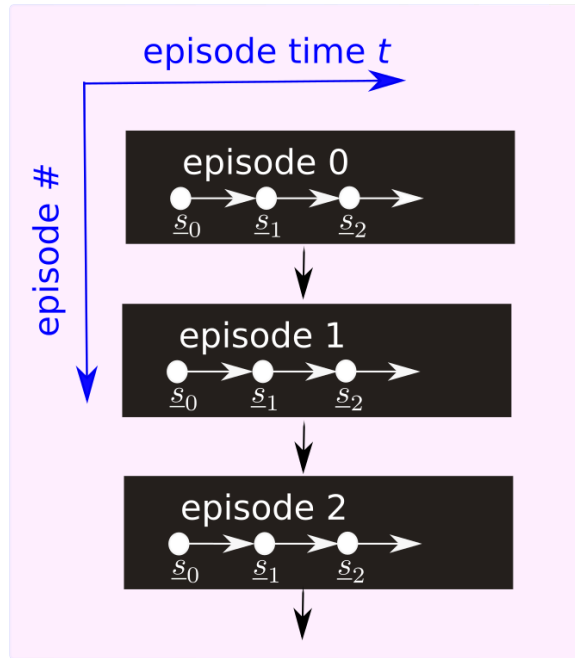 episode time t
episode #
episode 0
s₀ s₁ s₂
episode 1
s₀ s₁ s₂
episode 2
s₀ s₁ s₂